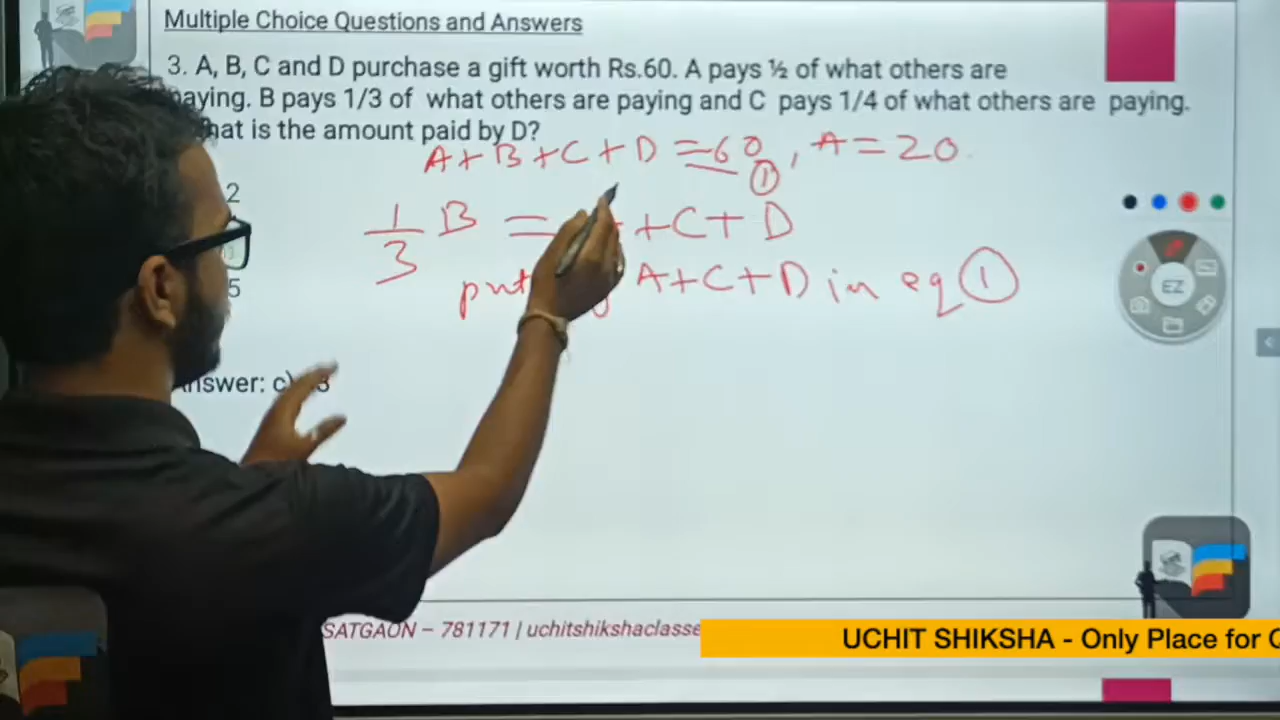 Multiple Choice Questions and Answers
3. A, B, C and D purchase a gift worth Rs.60. A pays ½ of what others are
paying. B pays 1/3 of what others are paying and C pays 1/4 of what others are paying.
hat is the amount paid by D?
A+B+C+D = 60 ①, A = 20
2
1/3 B = +C+D
5
put A+C+D in eq ①
Answer: c)
EZ
SATGAON – 781171 | uchitshikshaclasse
UCHIT SHIKSHA - Only Place for